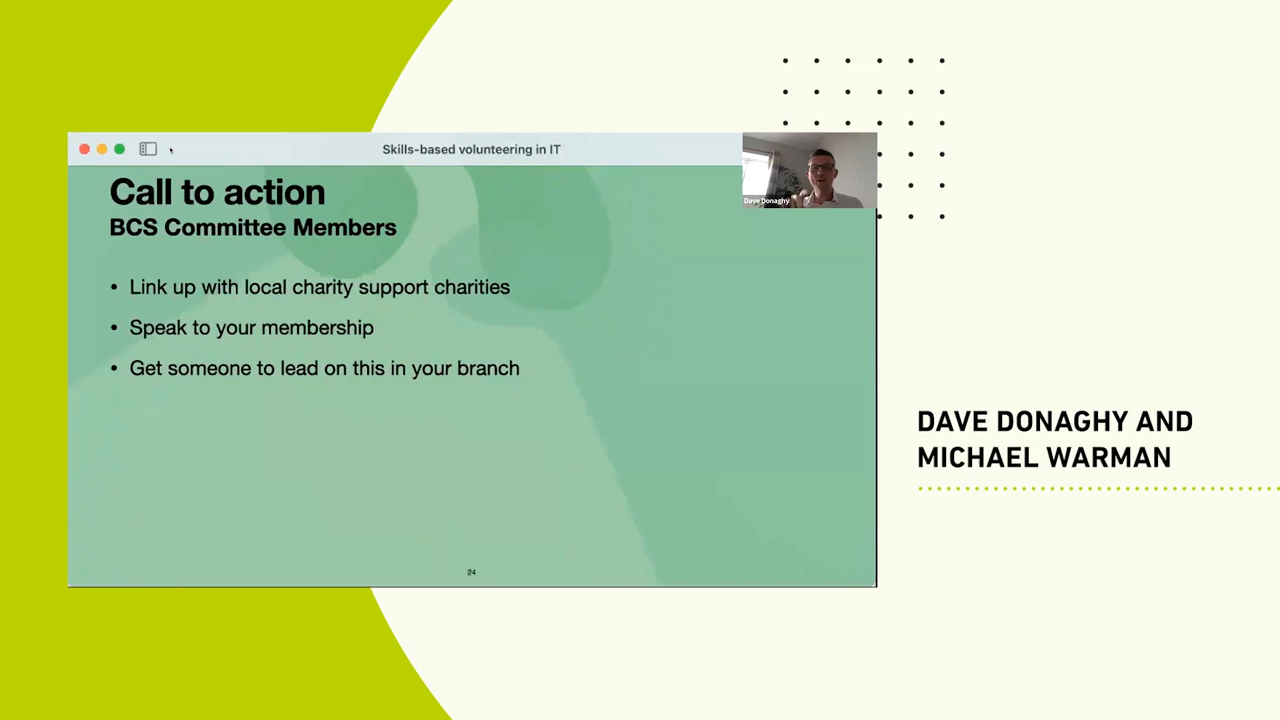 Skills-based volunteering in IT
Dave Donaghy
Call to action
BCS Committee Members
• Link up with local charity support charities
• Speak to your membership
• Get someone to lead on this in your branch
24
DAVE DONAGHY AND
MICHAEL WARMAN